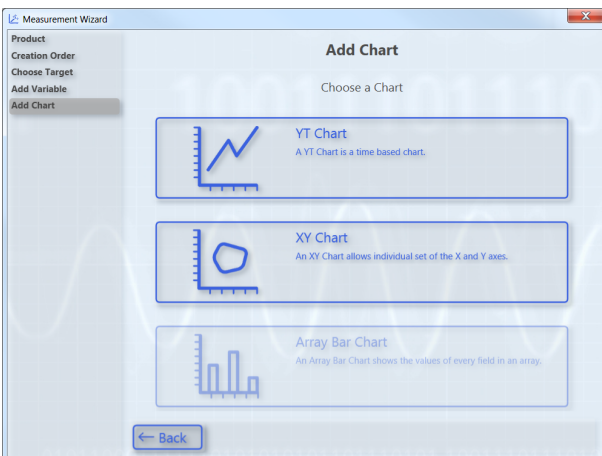 Measurement Wizard
Product
Creation Order
Choose Target
Add Variable
Add Chart
Add Chart
Choose a Chart
YT Chart
A YT Chart is a time based chart.
XY Chart
An XY Chart allows individual set of the X and Y axes.
Array Bar Chart
An Array Bar Chart shows the values of every field in an array.
← Back